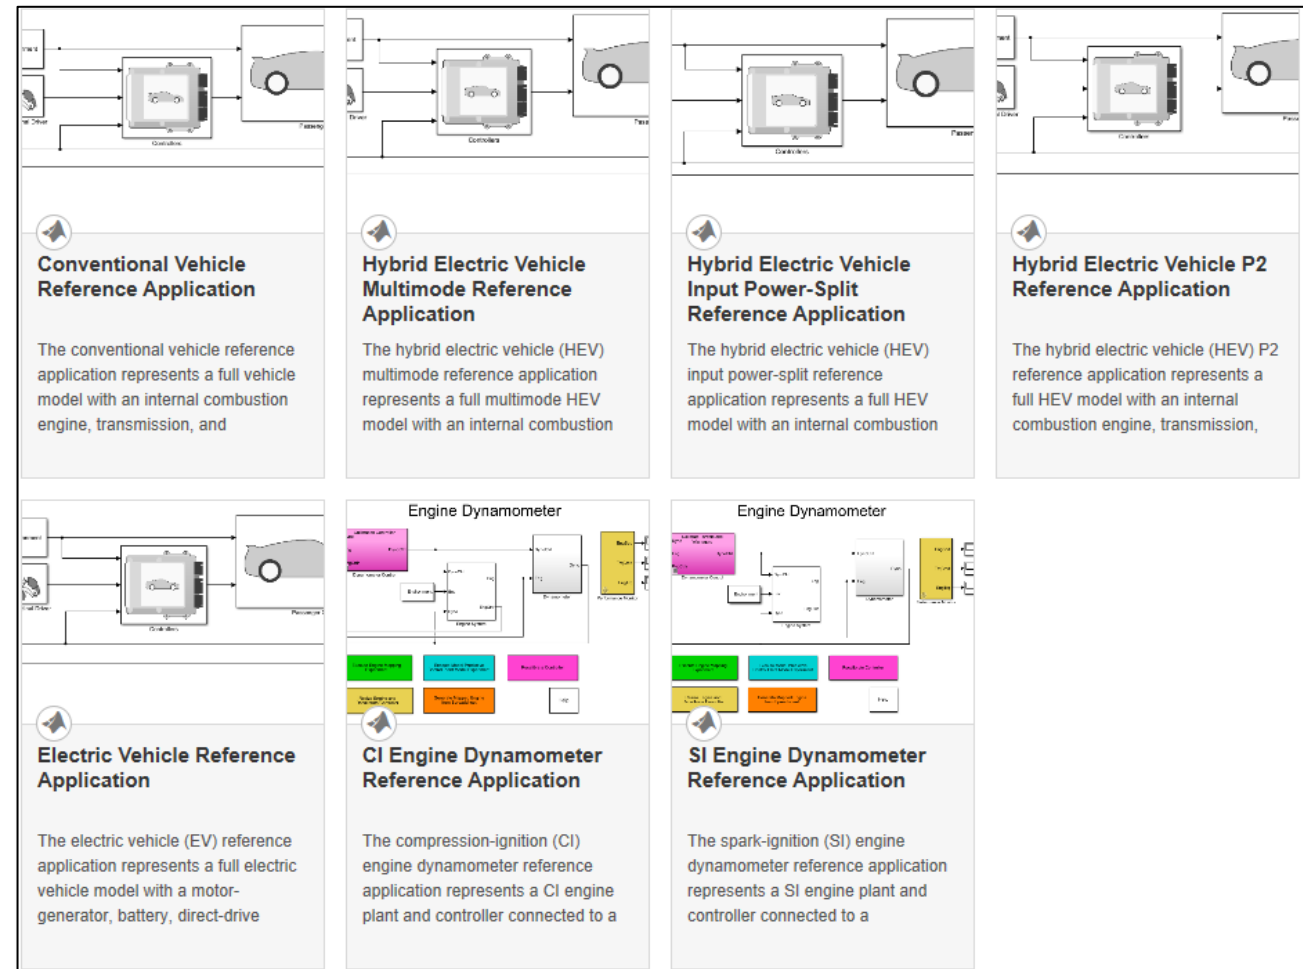 Controllers
Controllers
Controllers
Controllers
Conventional Vehicle
Reference Application
The conventional vehicle reference
application represents a full vehicle
model with an internal combustion
engine, transmission, and
Hybrid Electric Vehicle
Multimode Reference
Application
The hybrid electric vehicle (HEV)
multimode reference application
represents a full multimode HEV
model with an internal combustion
Hybrid Electric Vehicle
Input Power-Split
Reference Application
The hybrid electric vehicle (HEV)
input power-split reference
application represents a full HEV
model with an internal combustion
Hybrid Electric Vehicle P2
Reference Application
The hybrid electric vehicle (HEV) P2
reference application represents a
full HEV model with an internal
combustion engine, transmission,
Controllers
Electric Vehicle Reference
Application
The electric vehicle (EV) reference
application represents a full electric
vehicle model with a motor-
generator, battery, direct-drive
Engine Dynamometer
CI Engine Dynamometer
Reference Application
The compression-ignition (CI)
engine dynamometer reference
application represents a CI engine
plant and controller connected to a
Engine Dynamometer
SI Engine Dynamometer
Reference Application
The spark-ignition (SI) engine
dynamometer reference application
represents a SI engine plant and
controller connected to a